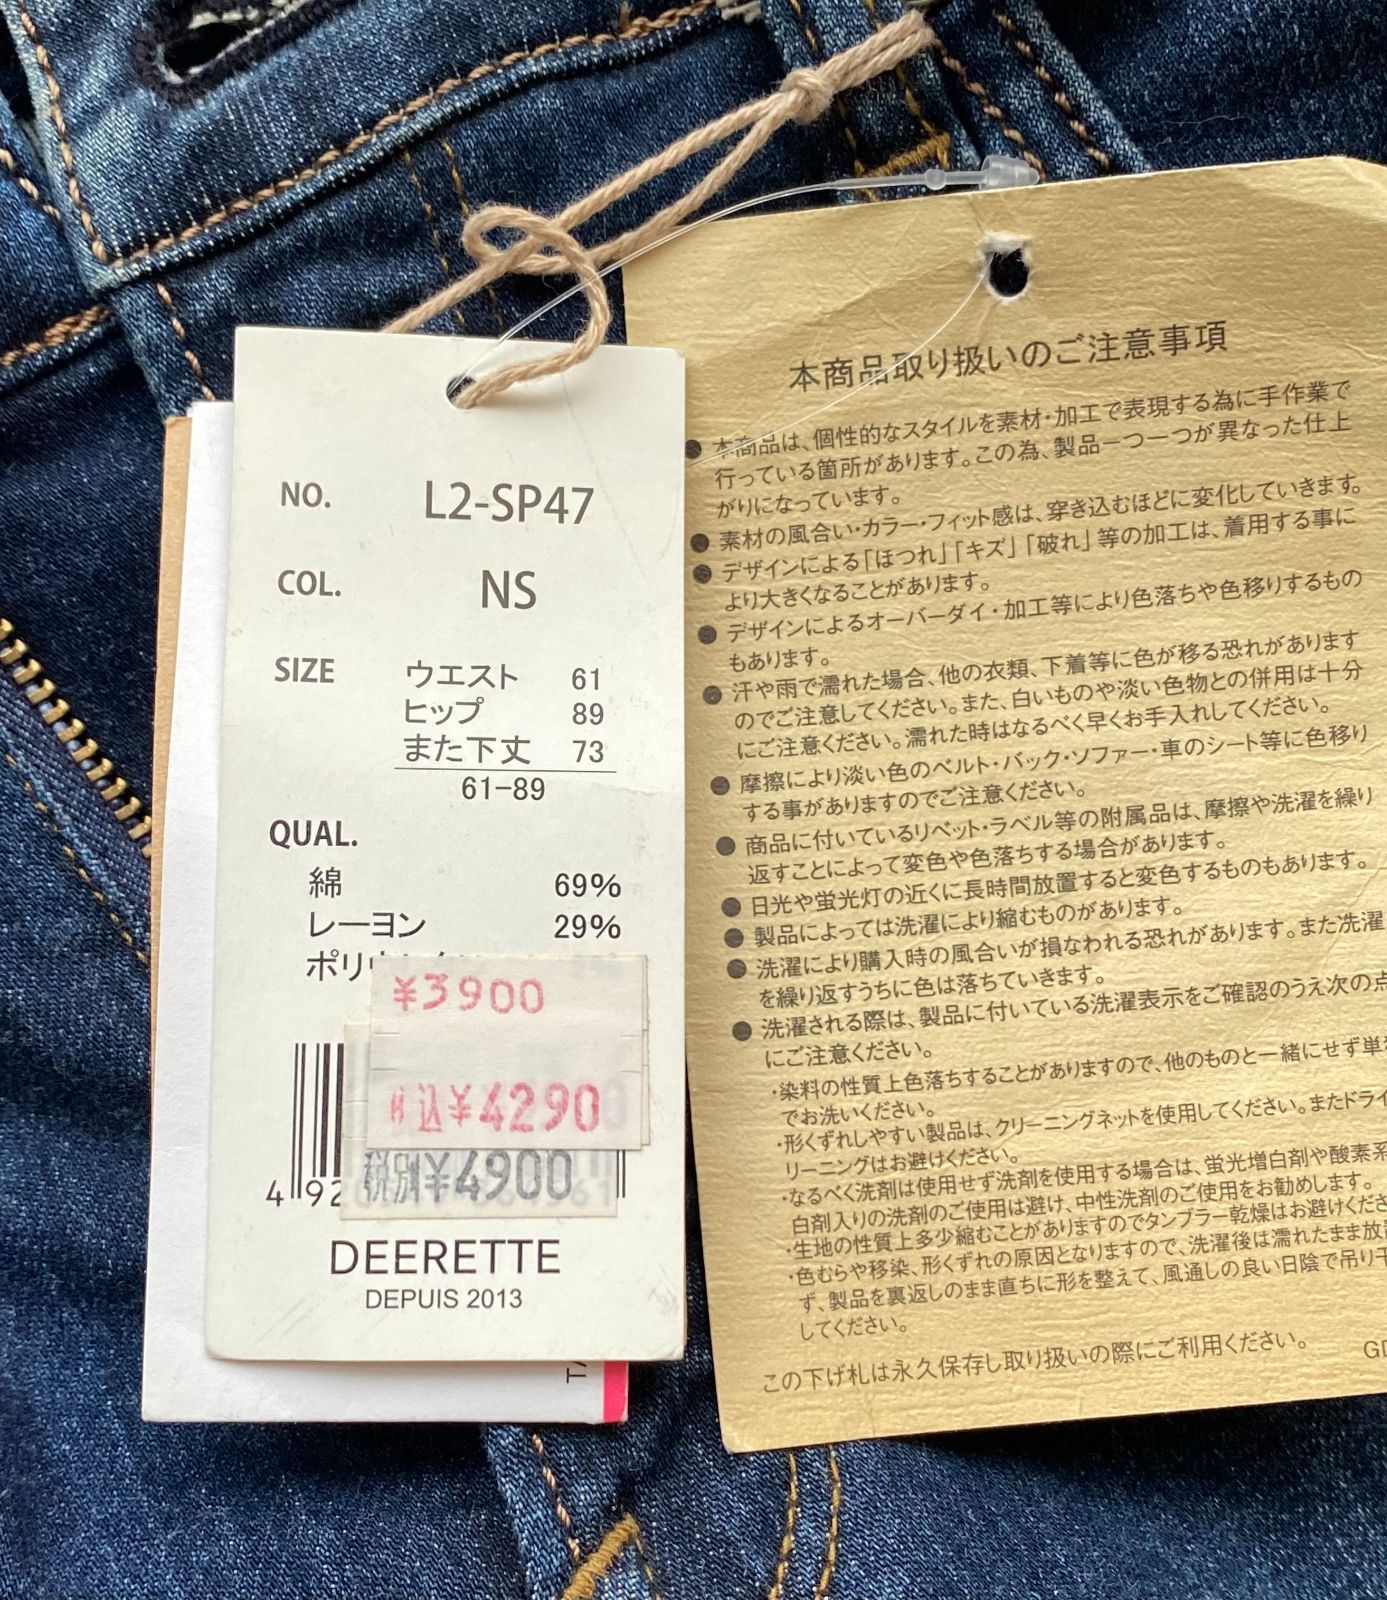 NO. L2-SP47
COL. NS
SIZE ウエスト 61
ヒップ 89
また下丈 73
61-89
QUAL.
綿 69%
レーヨン 29%
ポリ
¥3900
税込¥4290
税別¥4900
4 92
61
DEERETTE
DEPUIS 2013
本商品取り扱いのご注意事項
●本商品は、個性的なスタイルを素材・加工で表現する為に手作業で
行っている箇所があります。この為、製品一つ一つが異なった仕上
がりになっています。
●素材の風合い・カラー・フィット感は、穿き込むほどに変化していきます。
●デザインによる「ほつれ」「キズ」「破れ」等の加工は、着用する事に
より大きくなることがあります。
●デザインによるオーバーダイ・加工等により色落ちや色移りするもの
もあります。
●汗や雨で濡れた場合、他の衣類、下着等に色が移る恐れがあります
のでご注意してください。また、白いものや淡い色物との併用は十分
にご注意ください。濡れた時はなるべく早くお手入れしてください。
●摩擦により淡い色のベルト・バック・ソファー・車のシート等に色移り
する事がありますのでご注意ください。
●商品に付いているリベット・ラベル等の附属品は、摩擦や洗濯を繰り
返すことによって変色や色落ちする場合があります。
●日光や蛍光灯の近くに長時間放置すると変色するものもあります。
●製品によっては洗濯により縮むものがあります。
●洗濯により購入時の風合いが損なわれる恐れがあります。また洗濯
を繰り返すうちに色は落ちていきます。
●洗濯される際は、製品に付いている洗濯表示をご確認のうえ次の点
にご注意ください。
・染料の性質上色落ちすることがありますので、他のものと一緒にせず単
でお洗いください。
・形くずれしやすい製品は、クリーニングネットを使用してください。またドライ
リーニングはお避けください。
・なるべく洗剤は使用せず洗剤を使用する場合は、蛍光増白剤や酸素系
白剤入りの洗剤のご使用は避け、中性洗剤のご使用をお勧めします。
・生地の性質上多少縮むことがありますのでタンブラー乾燥はお避けくださ
・色むらや移染、形くずれの原因となりますので、洗濯後は濡れたまま放置
ず、製品を裏返しのまま直ちに形を整えて、風通しの良い日陰で吊り干
してください。
この下げ札は永久保存し取り扱いの際にご利用ください。